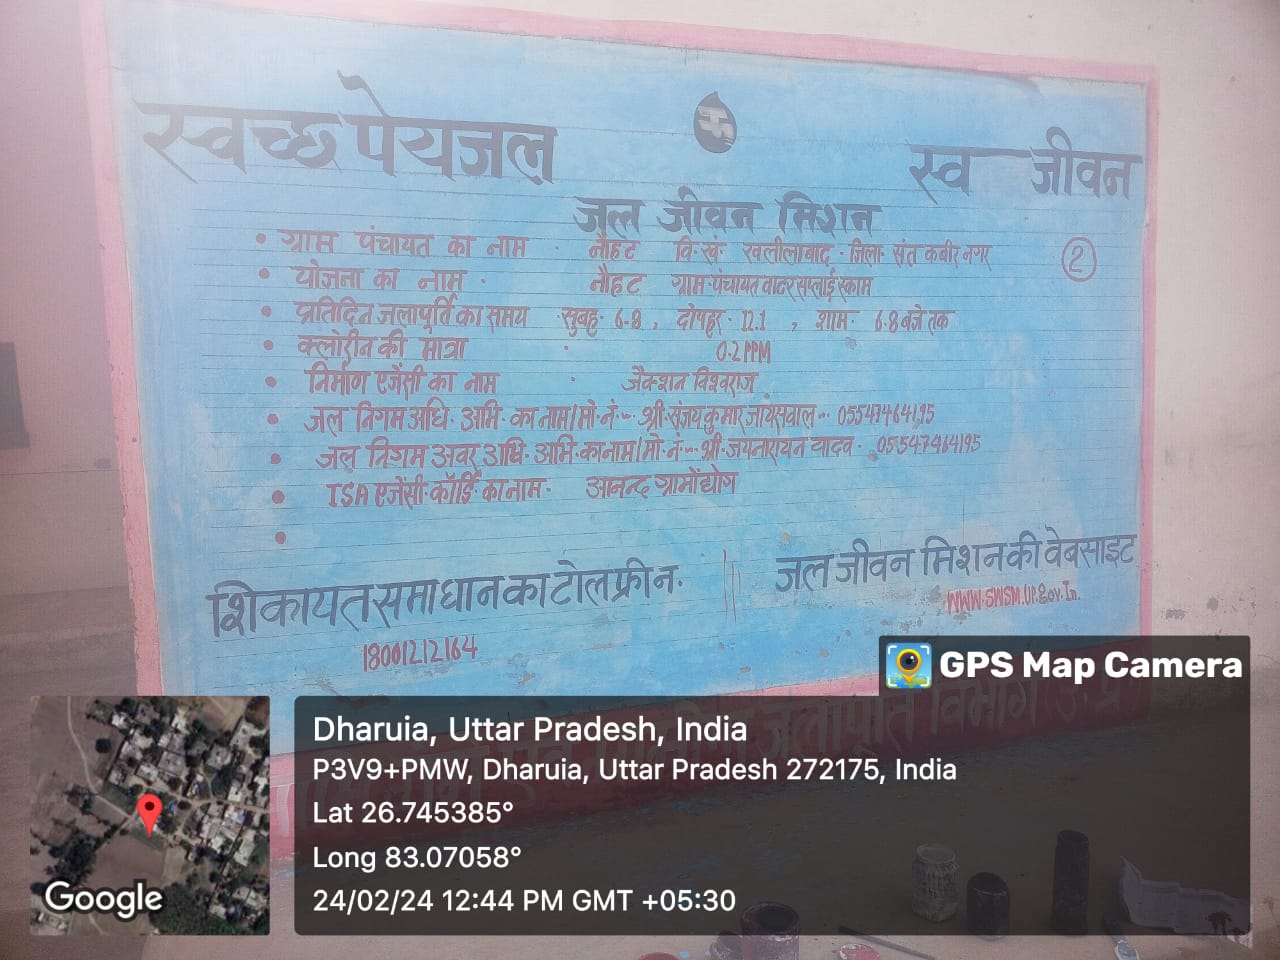 स्वच्छ पेयजल
स्व जीवन
जल जीवन मिशन
• ग्राम पंचायत का नाम · नौहट वि·खं· खलीलाबाद · जिला· संत कबीर नगर
②
• योजना का नाम · नौहट ग्राम·पंचायत वाटर सप्लाई स्काम
• प्रतिदिन जलापूर्ति का समय सुबह· 6-8 , दोपहर · 12.1 , शाम· 6.8 बजे तक
• क्लोरीन की मात्रा · 0.2 PPM
• निर्माण एजेंसी का नाम · जैक्शन विश्वराज
• जल निगम अधि· अभि· का नाम/मो·नं·-- श्री संजय कुमार जायसवाल-- 05547464195
• जल निगम अवर अधि· अभि· का नाम/मो·नं·-- श्री जयनारायन यादव · 05547464195
• ISA एजेंसी·कॉर्डि का नाम· आनन्द ग्रामोंद्योग
•
शिकायत समाधान का टोल फ्री न.
18001212164
जल जीवन मिशन की वेबसाइट
WWW.SWSM.UP.Gov.In.
जलापूर्ति विभाग उ.प्र
GPS Map Camera
Dharuia, Uttar Pradesh, India
P3V9+PMW, Dharuia, Uttar Pradesh 272175, India
Lat 26.745385°
Long 83.07058°
24/02/24 12:44 PM GMT +05:30
Google